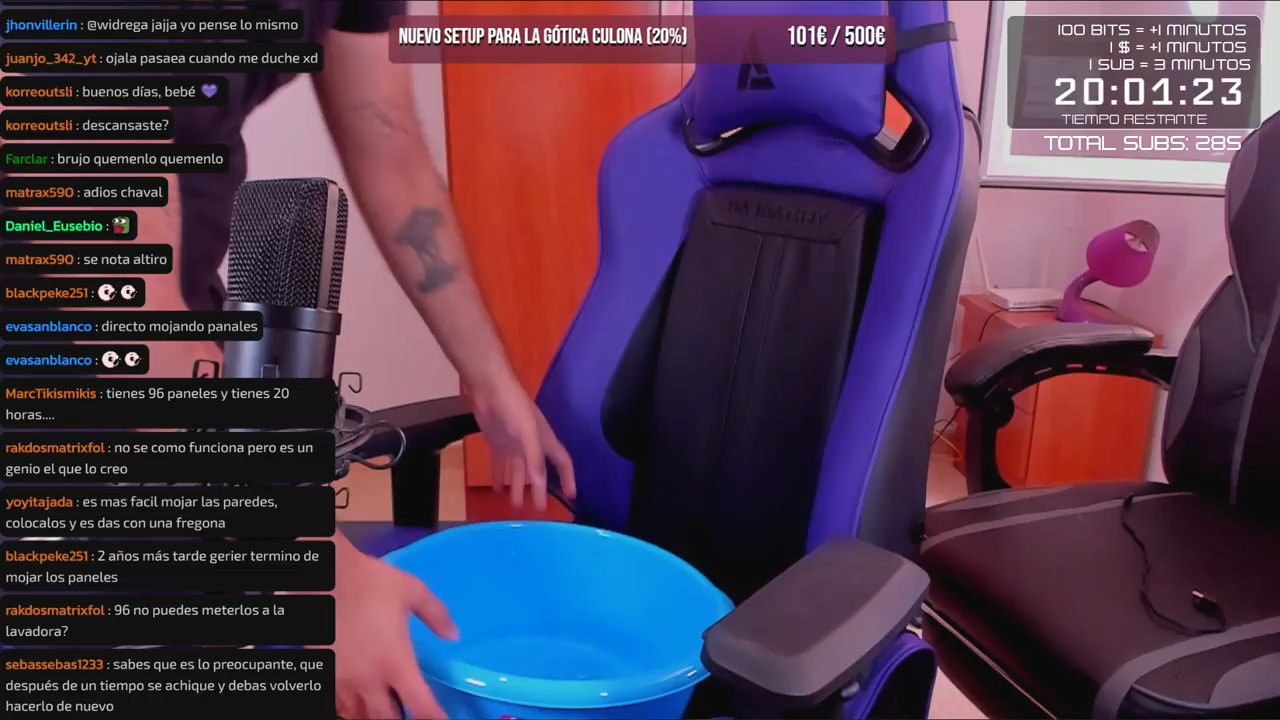 jhonvillerin : @widrega jajja yo pense lo mismo
juanjo_342_yt : ojala pasaea cuando me duche xd
korreoutsli : buenos días, bebé
korreoutsli : descansaste?
Farclar : brujo quemenlo quemenlo
matrax590 : adios chaval
Daniel_Eusebio :
matrax590 : se nota altiro
blackpeke251 :
evasanblanco : directo mojando panales
evasanblanco :
MarcTikismikis : tienes 96 paneles y tienes 20
horas....
rakdosmatrixfol : no se como funciona pero es un
genio el que lo creo
yoyitajada : es mas facil mojar las paredes,
colocalos y es das con una fregona
blackpeke251 : 2 años más tarde gerier termino de
mojar los paneles
rakdosmatrixfol : 96 no puedes meterlos a la
lavadora?
sebassebas1233 : sabes que es lo preocupante, que
después de un tiempo se achique y debas volverlo
hacerlo de nuevo
NUEVO SETUP PARA LA GÓTICA CULONA (20%) 101€ / 500€
100 BITS = +1 MINUTOS
1 $ = +1 MINUTOS
1 SUB = 3 MINUTOS
20:01:23
TIEMPO RESTANTE
TOTAL SUBS: 285